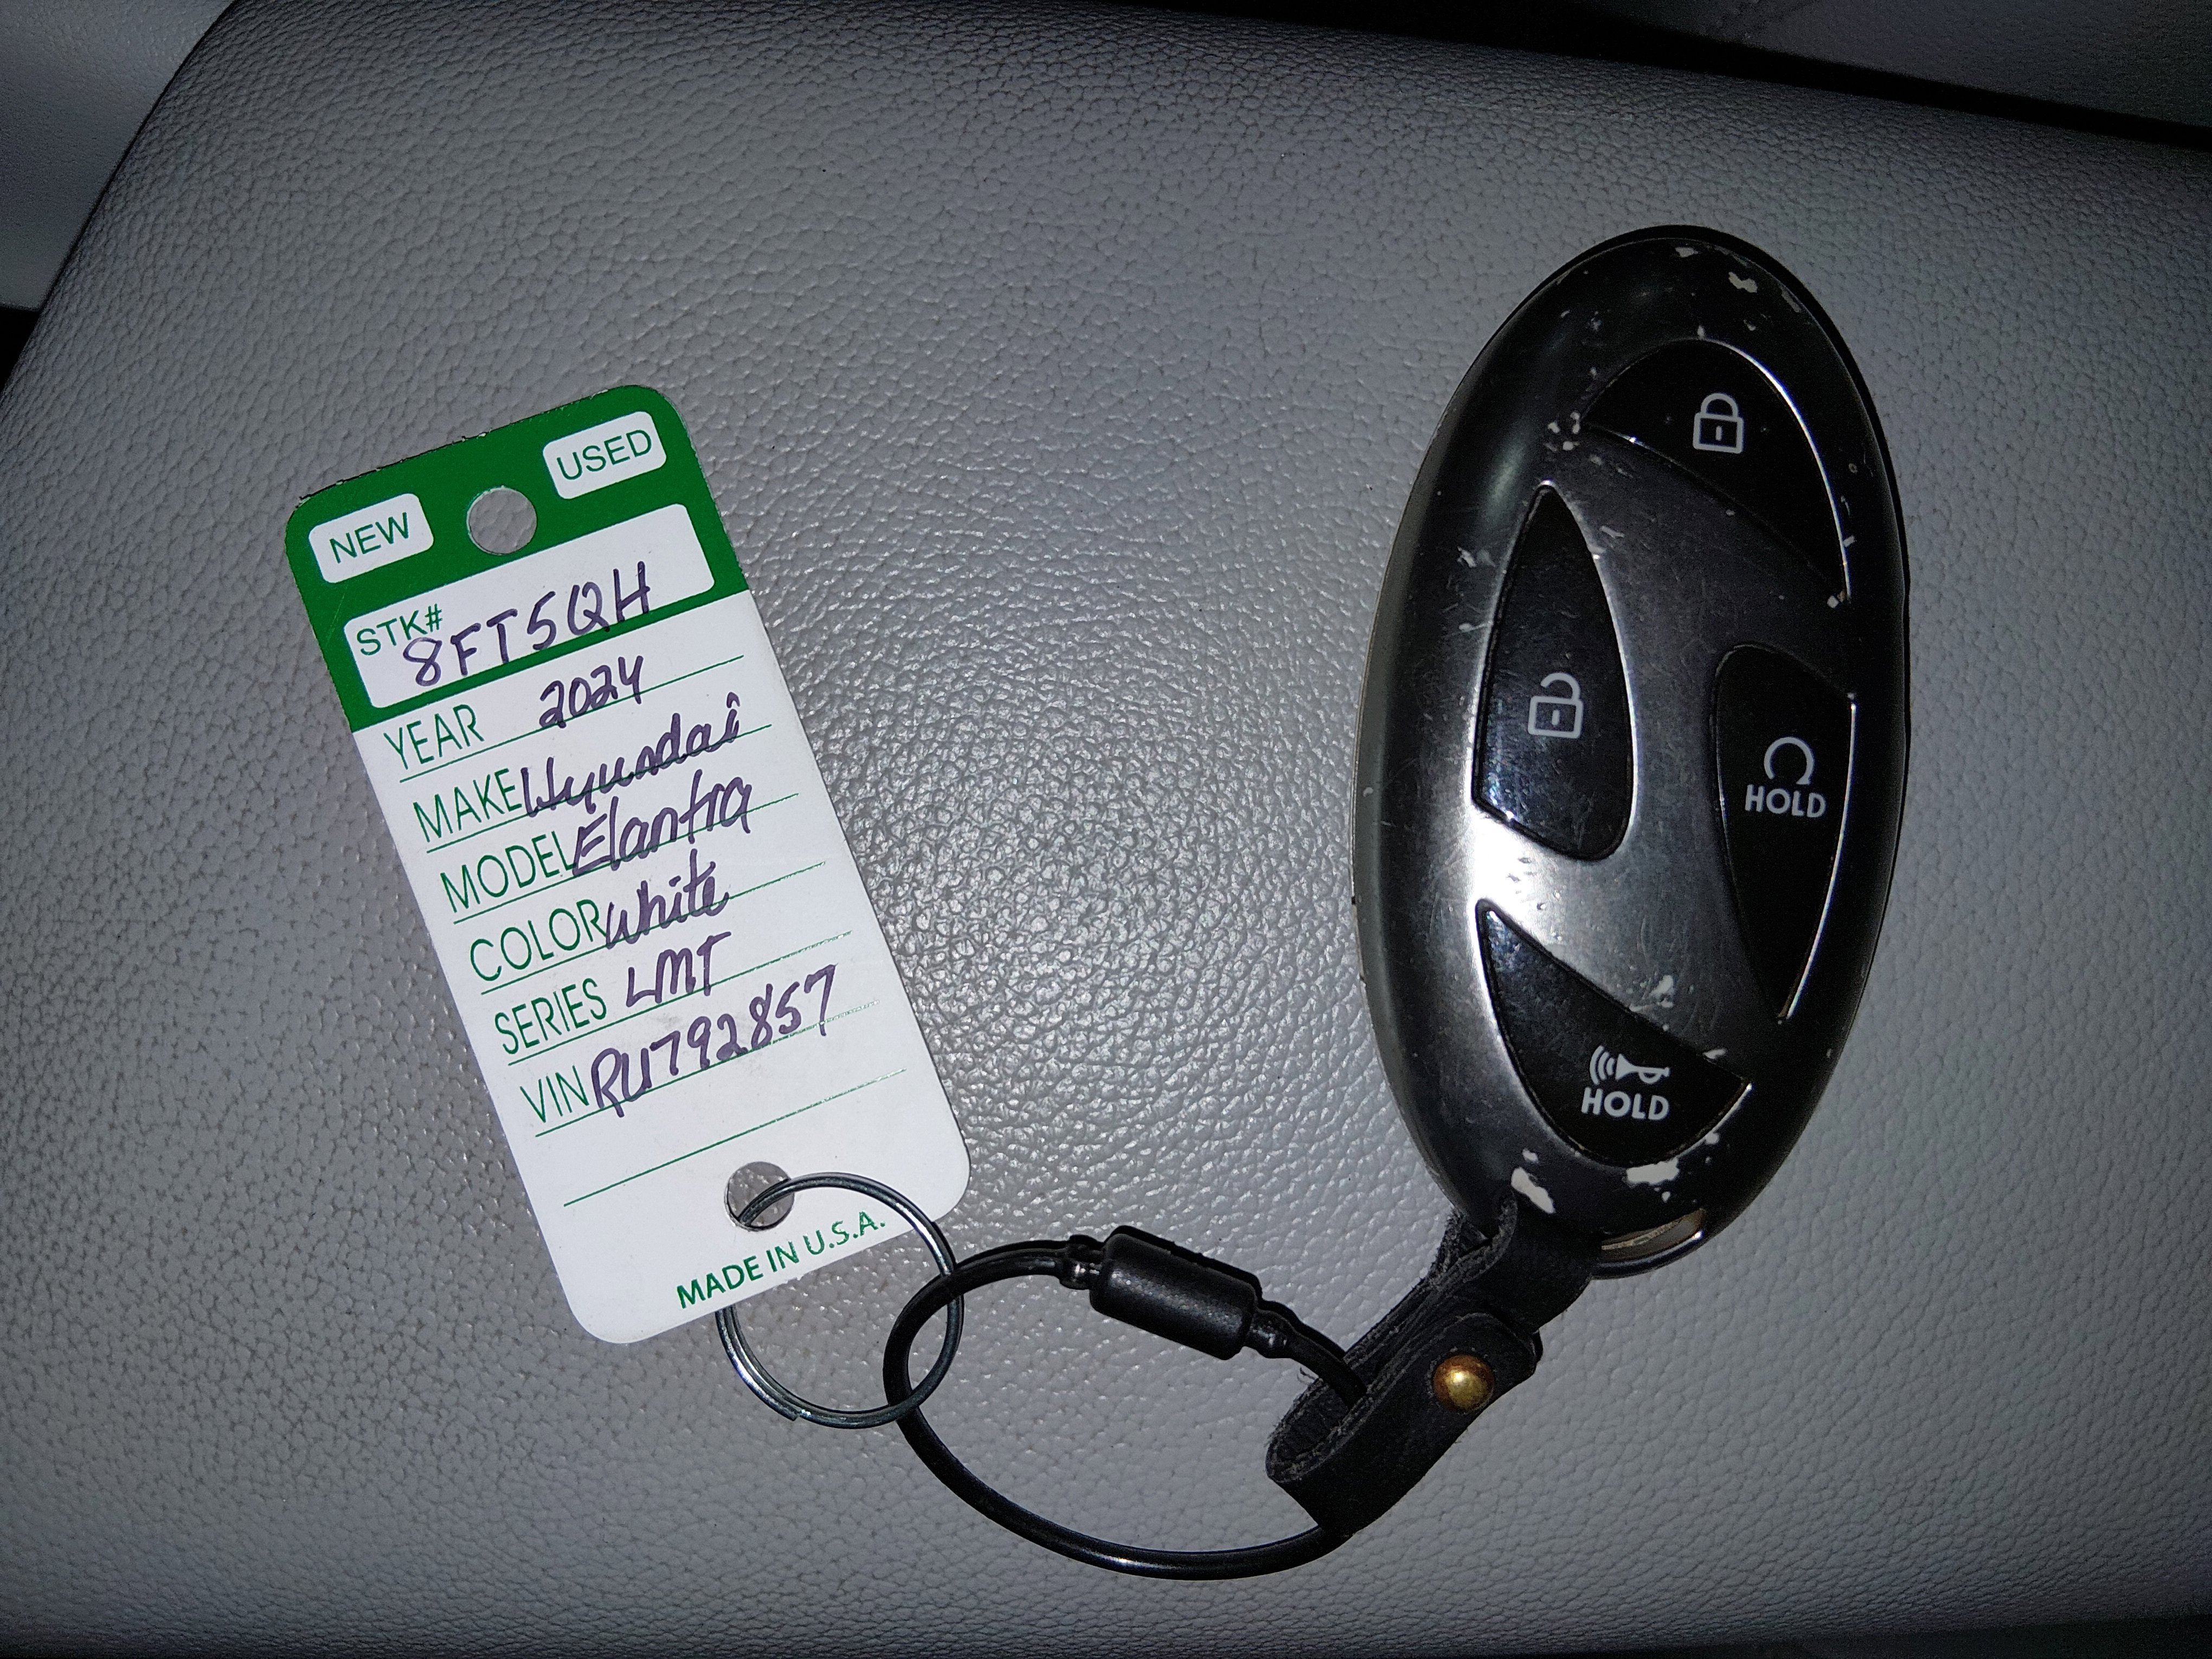 NEW USED
STK# 8FT5QH
YEAR 2024
MAKE Hyundai
MODEL Elantra
COLOR White
SERIES LMT
VIN RU792857
MADE IN U.S.A.
HOLD
HOLD